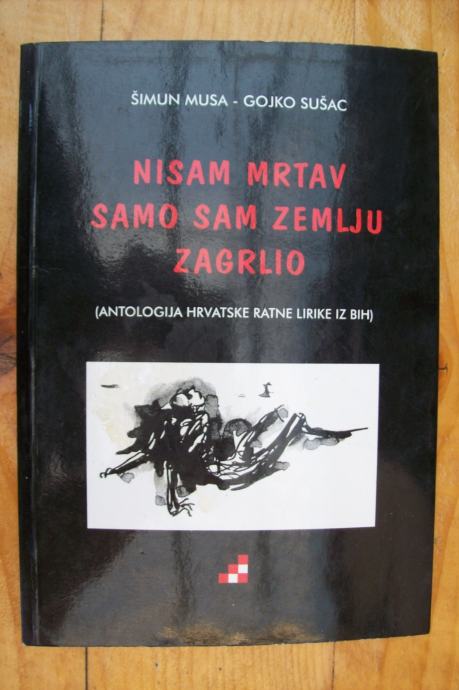 ŠIMUN MUSA - GOJKO SUŠAC
NISAM MRTAV
SAMO SAM ZEMLJU
ZAGRLIO
(ANTOLOGIJA HRVATSKE RATNE LIRIKE IZ BIH)